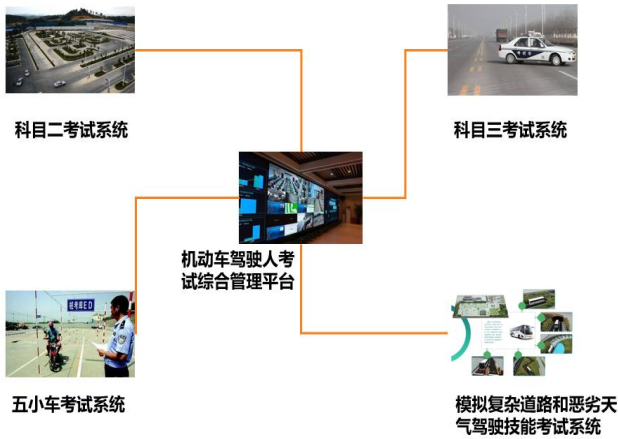 科目二考试系统
科目三考试系统
机动车驾驶人考
试综合管理平台
五小车考试系统
模拟复杂道路和恶劣天
气驾驶技能考试系统